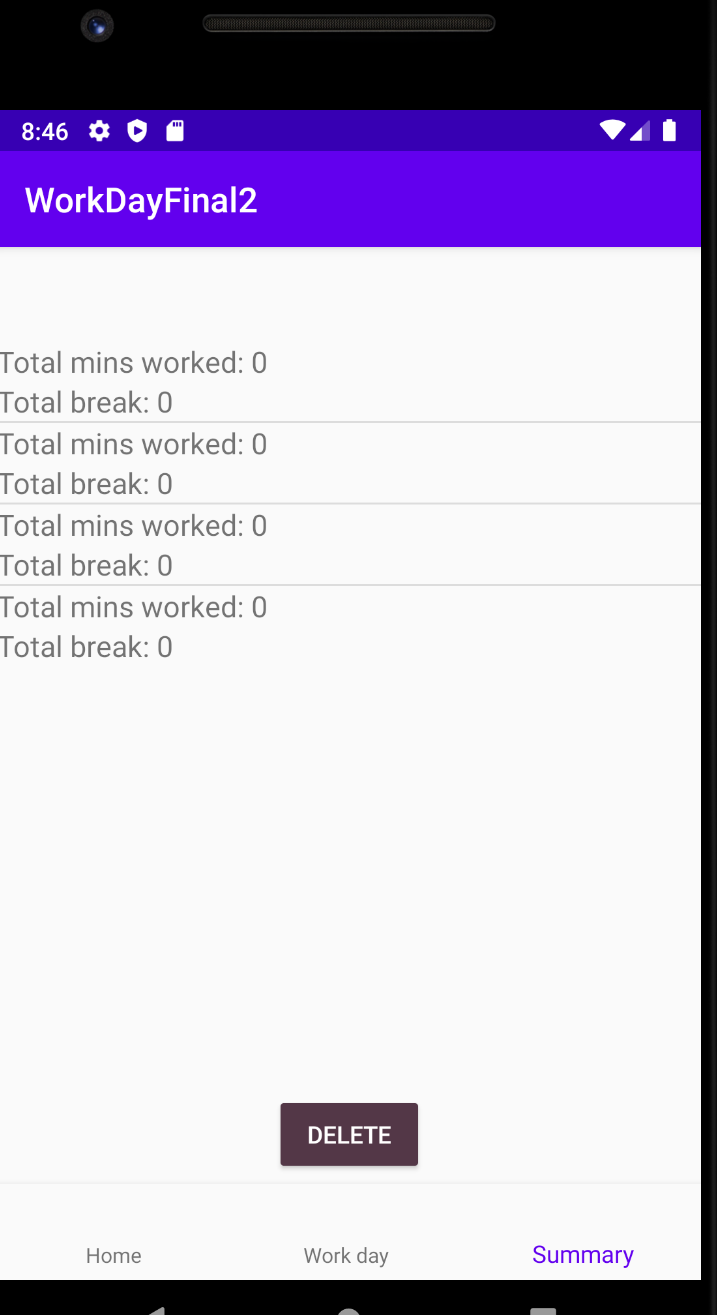 8:46
WorkDayFinal2
Total mins worked: 0
Total break: 0
Total mins worked: 0
Total break: 0
Total mins worked: 0
Total break: 0
Total mins worked: 0
Total break: 0
DELETE
Home Work day Summary